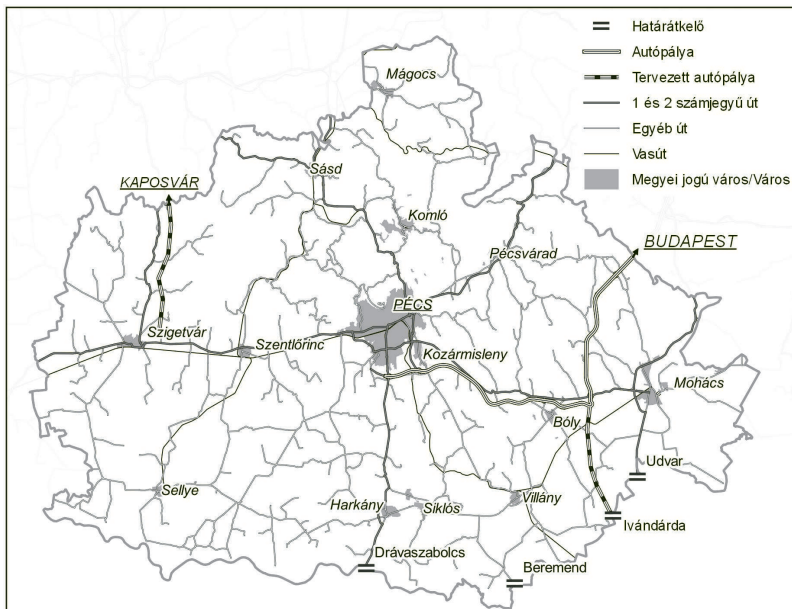 Határátkelő
Autópálya
Tervezett autópálya
1 és 2 számjegyű út
Egyéb út
Vasút
Megyei jogú város/Város
Mágocs
Sásd
KAPOSVÁR
Komló
Pécsvárad
BUDAPEST
PÉCS
Szigetvár
Szentlőrinc
Kozármisleny
Mohács
Bóly
Udvar
Sellye
Harkány
Siklós
Villány
Ivándárda
Drávaszabolcs
Beremend